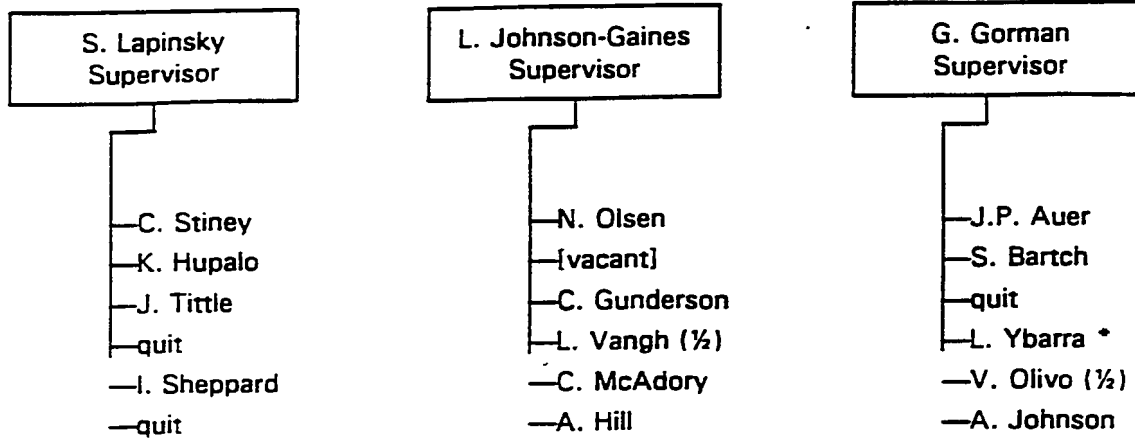 S. Lapinsky
Supervisor
C. Stiney
K. Hupalo
J. Tittle
quit
I. Sheppard
quit
L. Johnson-Gaines
Supervisor
N. Olsen
[vacant]
C. Gunderson
L. Vangh (½)
C. McAdory
A. Hill
G. Gorman
Supervisor
J.P. Auer
S. Bartch
quit
L. Ybarra *
V. Olivo (½)
A. Johnson